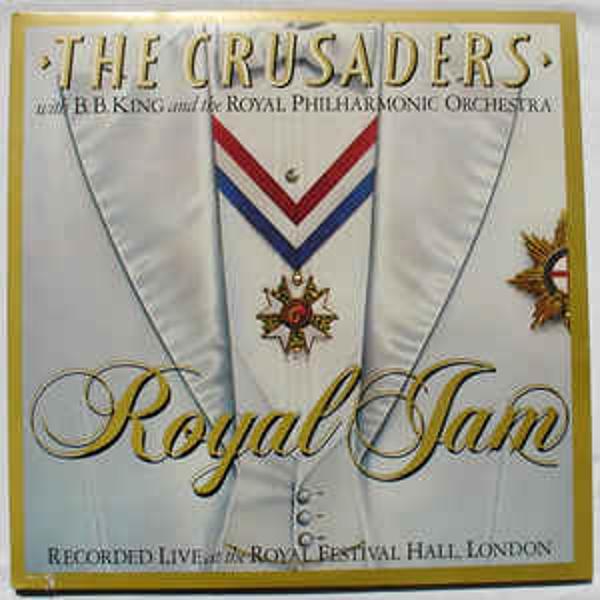 THE CRUSADERS
with B.B. KING and the ROYAL PHILHARMONIC ORCHESTRA
Royal Jam
RECORDED LIVE at the ROYAL FESTIVAL HALL, LONDON